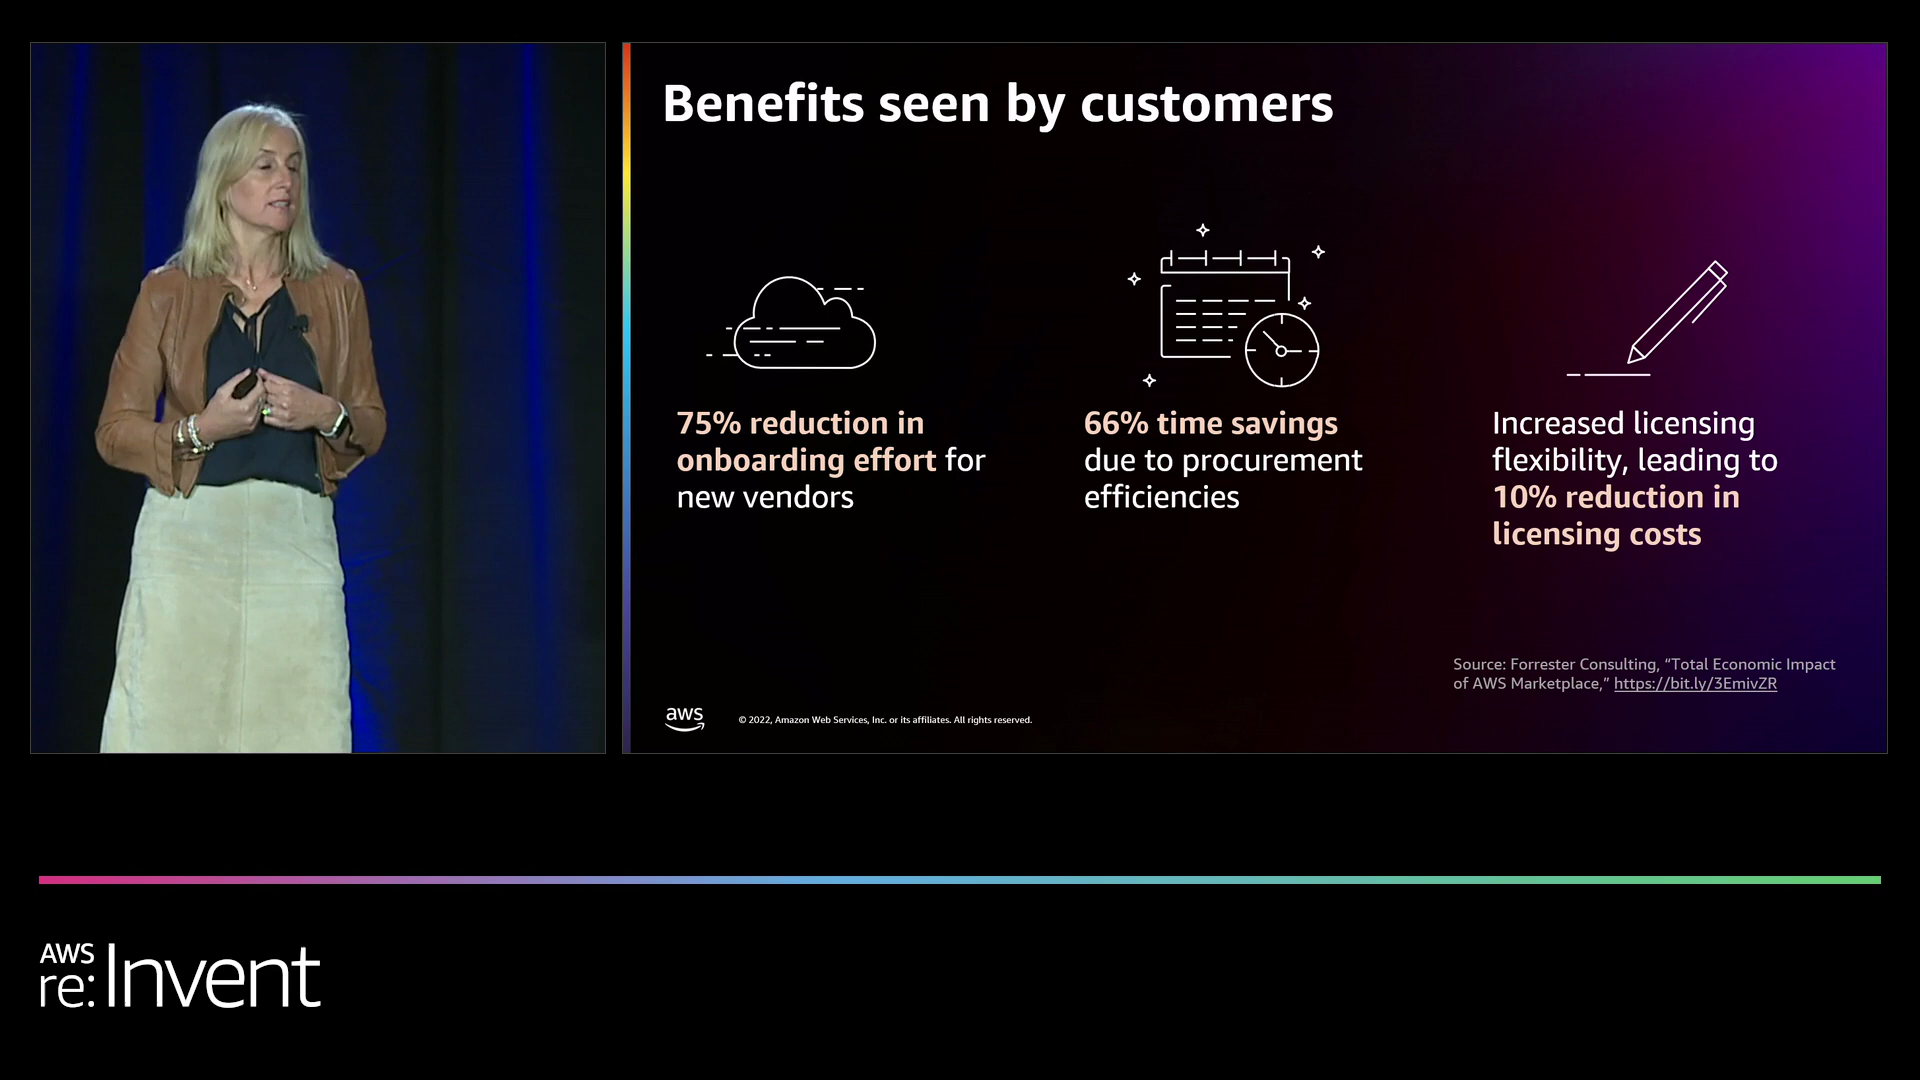 Benefits seen by customers
75% reduction in
onboarding effort for
new vendors
66% time savings
due to procurement
efficiencies
Increased licensing
flexibility, leading to
10% reduction in
licensing costs
Source: Forrester Consulting, “Total Economic Impact
of AWS Marketplace,” https://bit.ly/3EmivZR
aws
© 2022, Amazon Web Services, Inc. or its affiliates. All rights reserved.
AWS
re:Invent